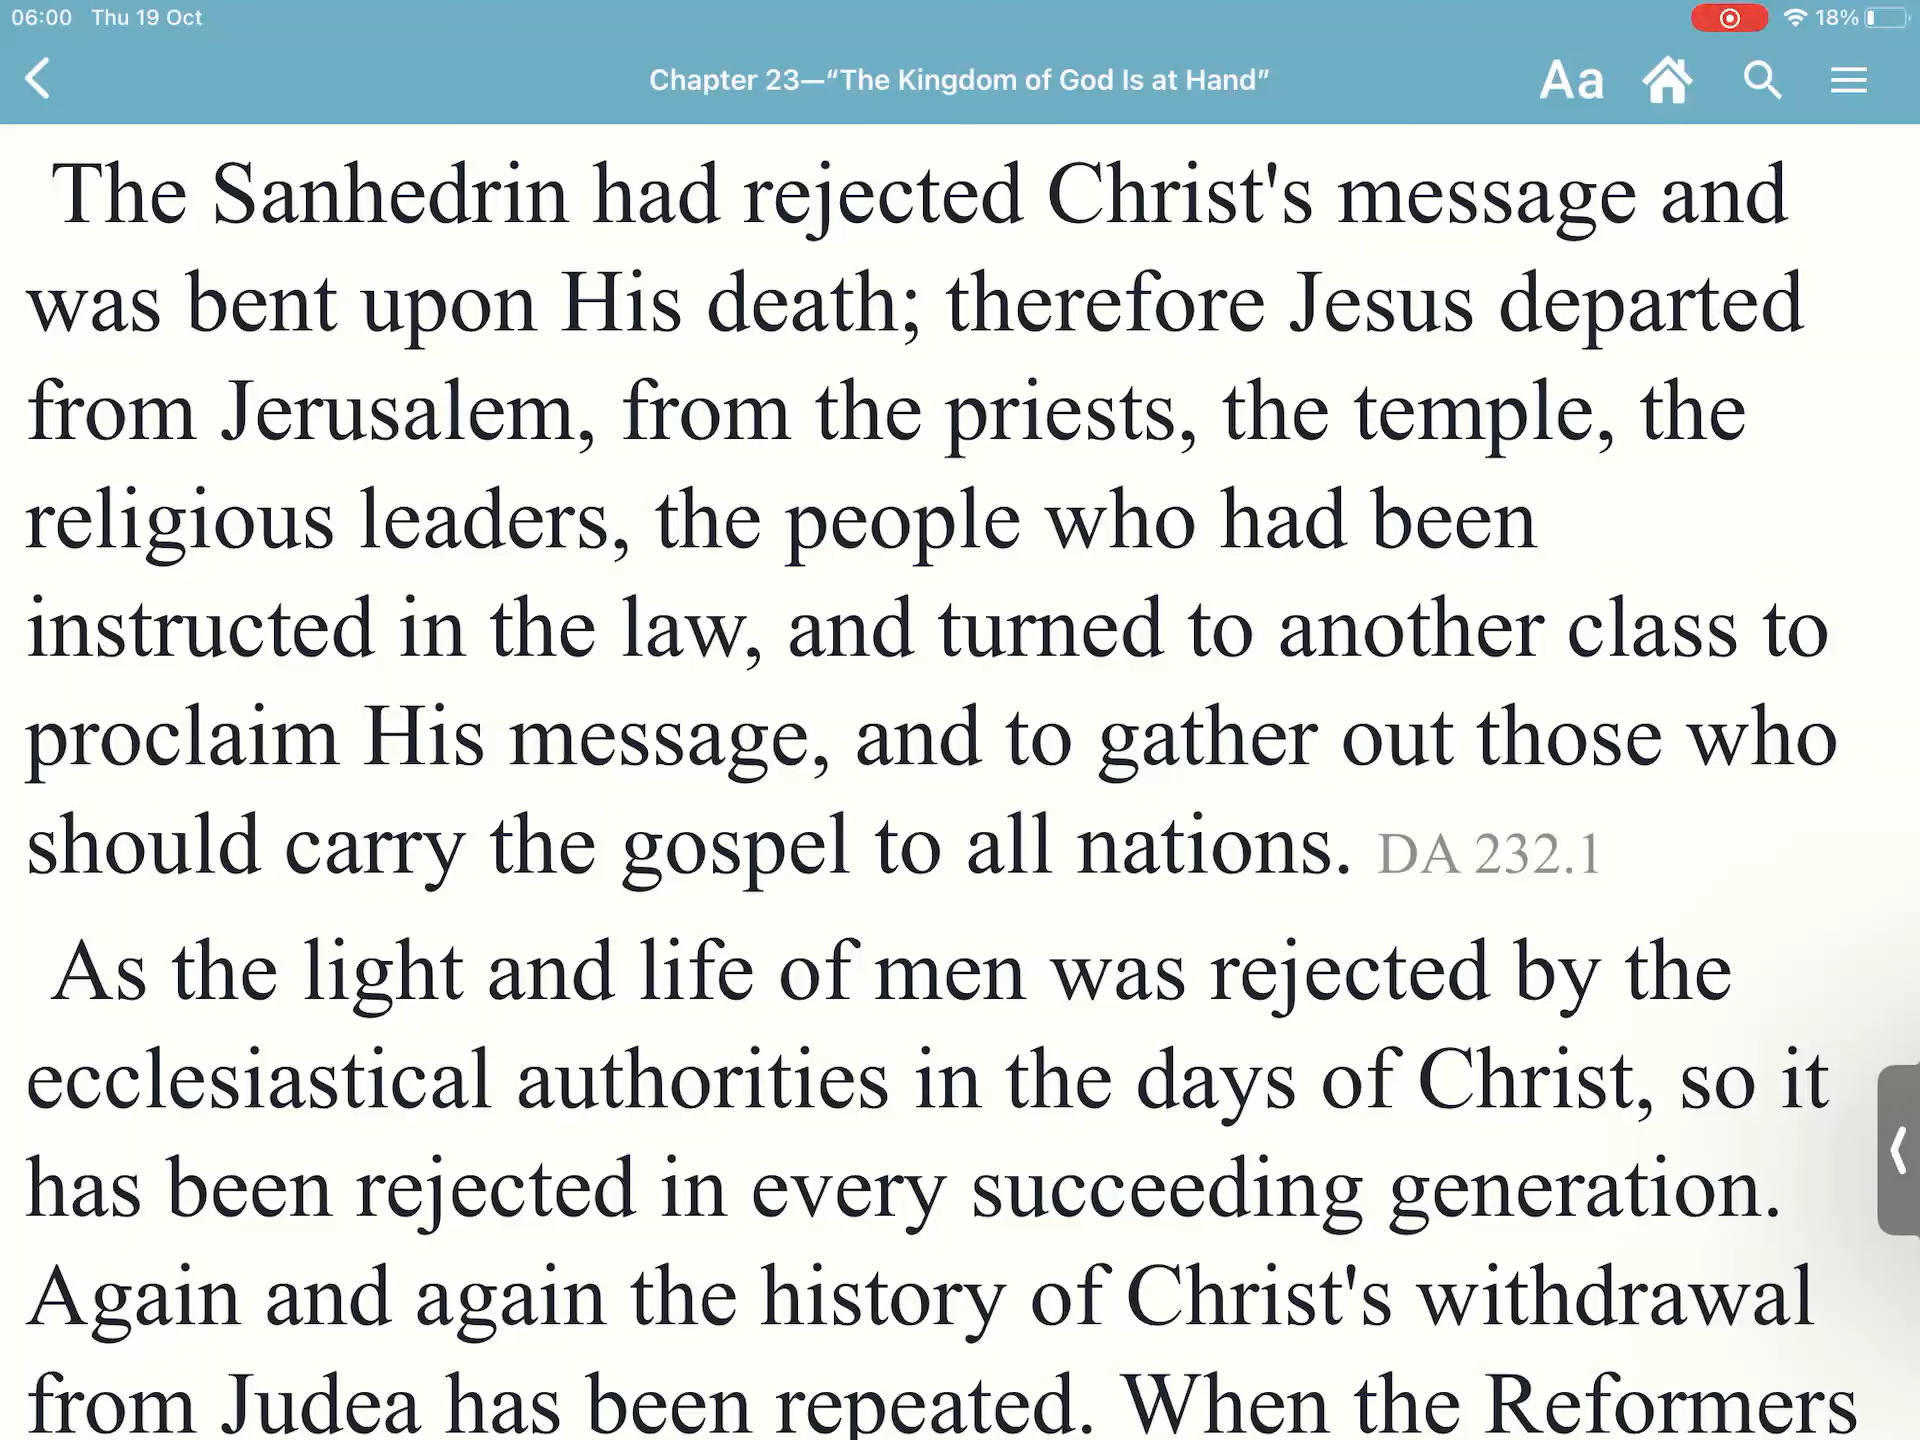 06:00 Thu 19 Oct
18%
Chapter 23—“The Kingdom of God Is at Hand”
Aa
The Sanhedrin had rejected Christ's message and
was bent upon His death; therefore Jesus departed
from Jerusalem, from the priests, the temple, the
religious leaders, the people who had been
instructed in the law, and turned to another class to
proclaim His message, and to gather out those who
should carry the gospel to all nations. DA 232.1
As the light and life of men was rejected by the
ecclesiastical authorities in the days of Christ, so it
has been rejected in every succeeding generation.
Again and again the history of Christ's withdrawal
from Judea has been repeated. When the Reformers